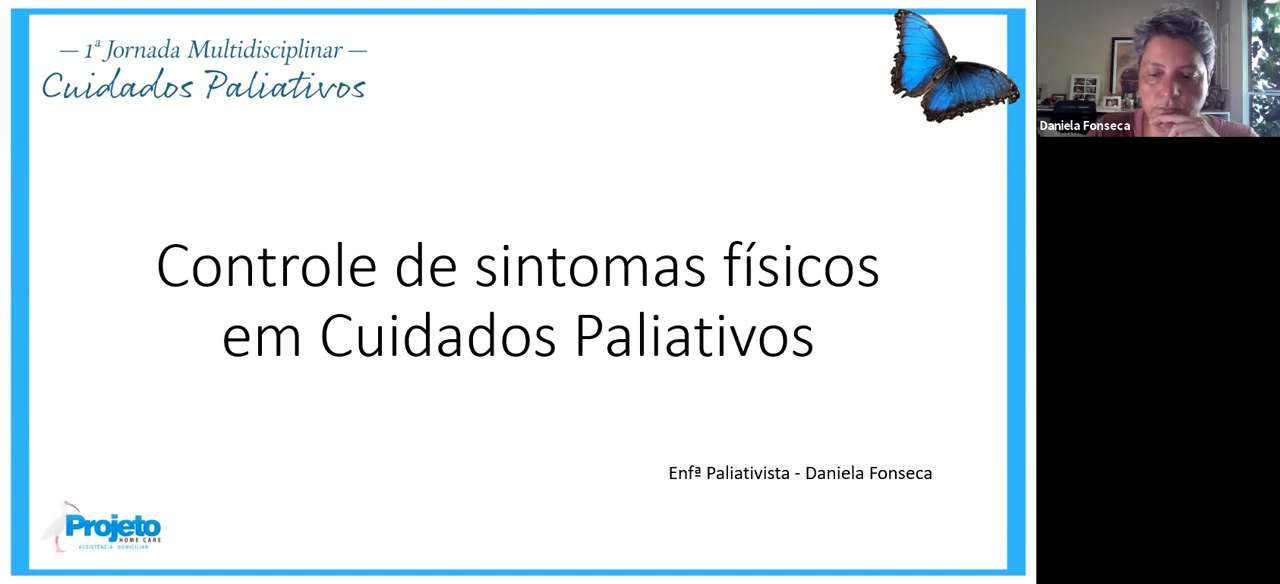 — 1ª Jornada Multidisciplinar —
Cuidados Paliativos
Daniela Fonseca
Controle de sintomas físicos
em Cuidados Paliativos
Enfª Paliativista - Daniela Fonseca
Projeto
HOME CARE
ASSISTÊNCIA DOMICILIAR